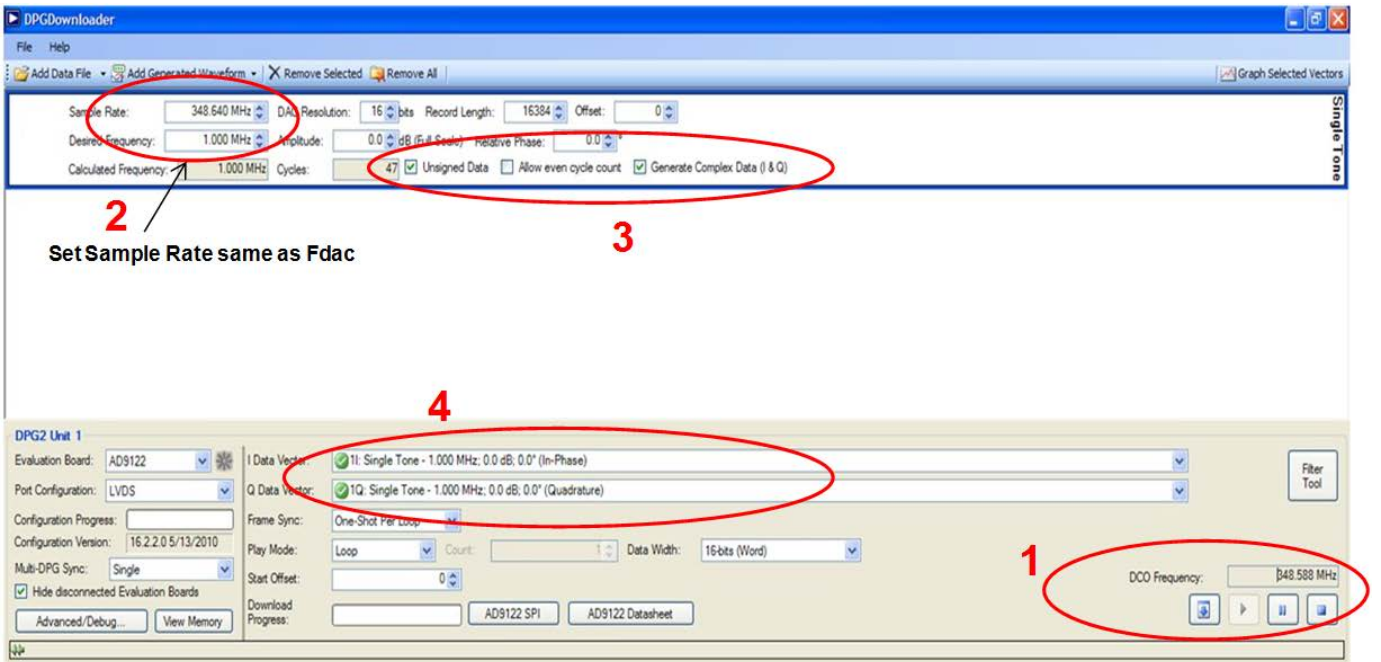 DPGDownloader
File Help
Add Data File Add Generated Waveform Remove Selected Remove All Graph Selected Vectors
Sample Rate: 348.640 MHz DAC Resolution: 16 bits Record Length: 16384 Offset: 0
Desired Frequency: 1.000 MHz Amplitude: 0.0 dB (Full-Scale) Relative Phase: 0.0 °
Calculated Frequency: 1.000 MHz Cycles: 47 Unsigned Data Allow even cycle count Generate Complex Data (I & Q)
Single Tone
2
Set Sample Rate same as Fdac
3
4
DPG2 Unit 1
Evaluation Board: AD9122 I Data Vector: 1I: Single Tone - 1.000 MHz; 0.0 dB; 0.0° (In-Phase)
Filter Tool
Port Configuration: LVDS Q Data Vector: 1Q: Single Tone - 1.000 MHz; 0.0 dB; 0.0° (Quadrature)
Configuration Progress: Frame Sync: One-Shot Per Loop
Configuration Version: 16.2.2.0 5/13/2010 Play Mode: Loop Count: 1 Data Width: 16-bits (Word)
1
Multi-DPG Sync: Single Start Offset: 0 DCO Frequency: 348.588 MHz
Hide disconnected Evaluation Boards
Advanced/Debug... View Memory Download Progress: AD9122 SPI AD9122 Datasheet